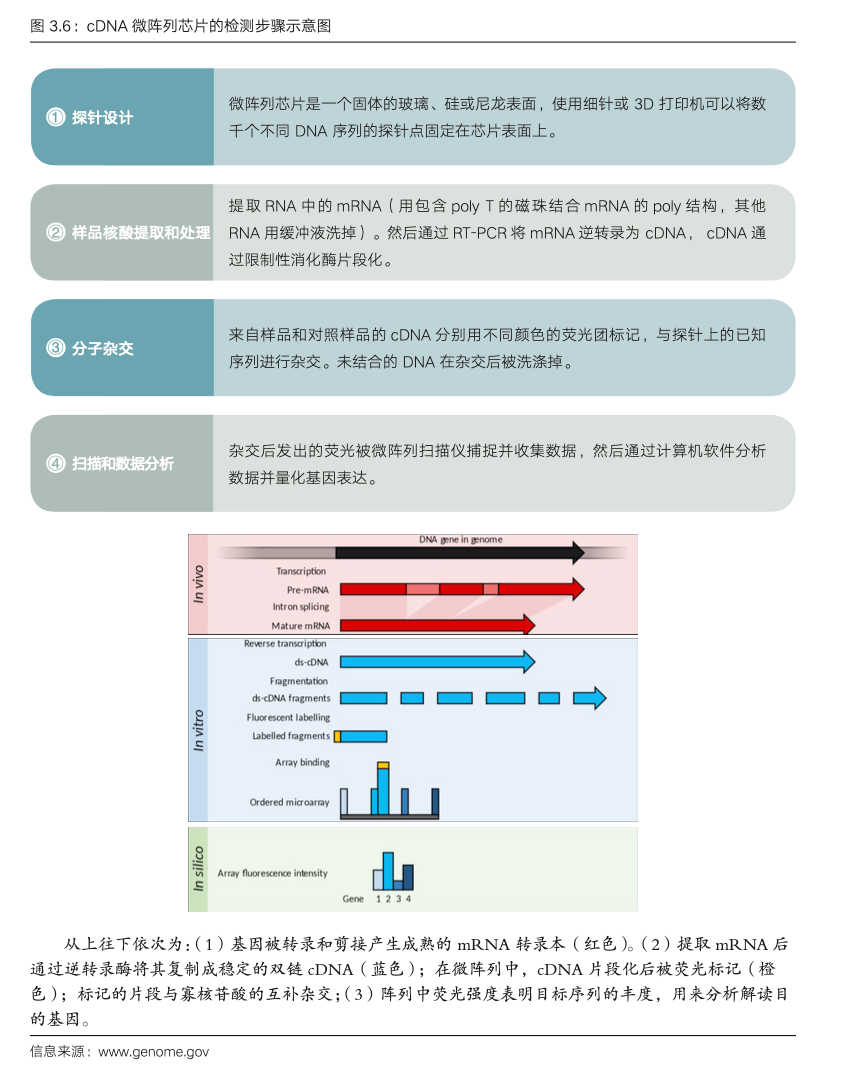 图 3.6：cDNA 微阵列芯片的检测步骤示意图
① 探针设计
微阵列芯片是一个固体的玻璃、硅或尼龙表面，使用细针或 3D 打印机可以将数
千个不同 DNA 序列的探针点固定在芯片表面上。
② 样品核酸提取和处理
提取 RNA 中的 mRNA（用包含 poly T 的磁珠结合 mRNA 的 poly 结构，其他
RNA 用缓冲液洗掉）。然后通过 RT-PCR 将 mRNA 逆转录为 cDNA， cDNA 通
过限制性消化酶片段化。
③ 分子杂交
来自样品和对照样品的 cDNA 分别用不同颜色的荧光团标记，与探针上的已知
序列进行杂交。未结合的 DNA 在杂交后被洗涤掉。
④ 扫描和数据分析
杂交后发出的荧光被微阵列扫描仪捕捉并收集数据，然后通过计算机软件分析
数据并量化基因表达。
In vivo
DNA gene in genome
Transcription
Pre-mRNA
Intron splicing
Mature mRNA
In vitro
Reverse transcription
ds-cDNA
Fragmentation
ds-cDNA fragments
Fluorescent labelling
Labelled fragments
Array binding
Ordered microarray
In silico
Array fluorescence intensity
Gene 1 2 3 4
从上往下依次为：（1）基因被转录和剪接产生成熟的 mRNA 转录本（红色）。（2）提取 mRNA 后
通过逆转录酶将其复制成稳定的双链 cDNA（蓝色）；在微阵列中，cDNA 片段化后被荧光标记（橙
色）；标记的片段与寡核苷酸的互补杂交；（3）阵列中荧光强度表明目标序列的丰度，用来分析解读目
的基因。
信息来源：www.genome.gov